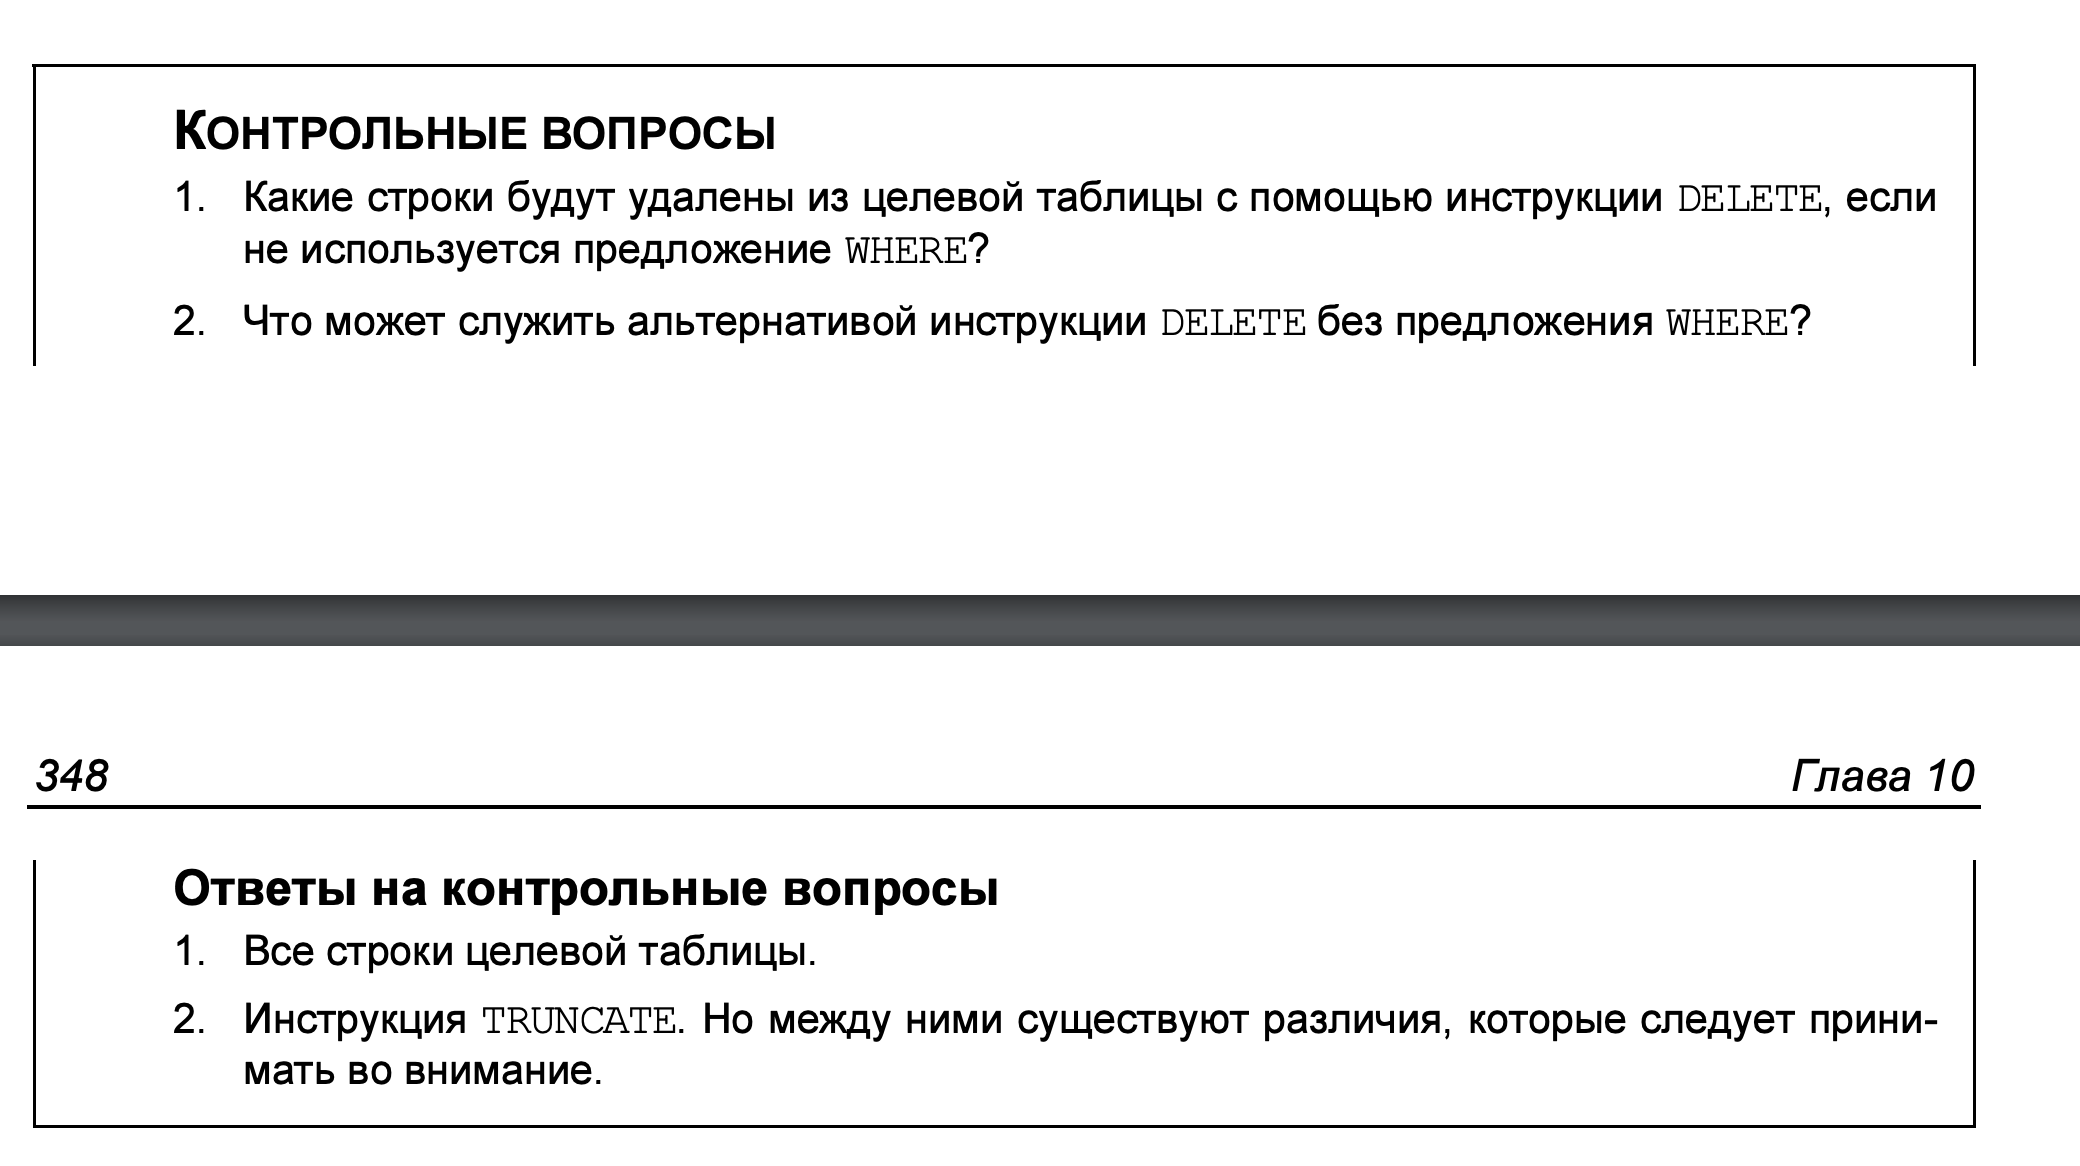 КОНТРОЛЬНЫЕ ВОПРОСЫ
1. Какие строки будут удалены из целевой таблицы с помощью инструкции DELETE, если
не используется предложение WHERE?
2. Что может служить альтернативой инструкции DELETE без предложения WHERE?
348 Глава 10
Ответы на контрольные вопросы
1. Все строки целевой таблицы.
2. Инструкция TRUNCATE. Но между ними существуют различия, которые следует прини-
мать во внимание.